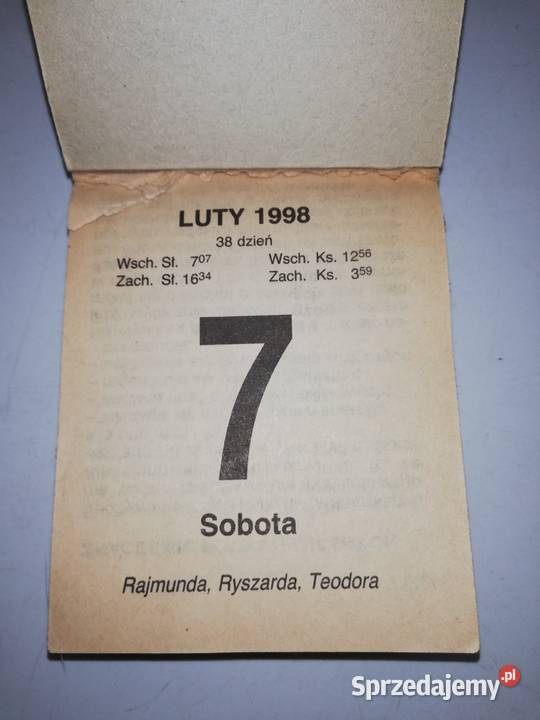 LUTY 1998
38 dzień
Wsch. Sł. 7⁰⁷ Wsch. Ks. 12⁵⁶
Zach. Sł. 16³⁴ Zach. Ks. 3⁵⁹
7
Sobota
Rajmunda, Ryszarda, Teodora
Sprzedajemy.pl